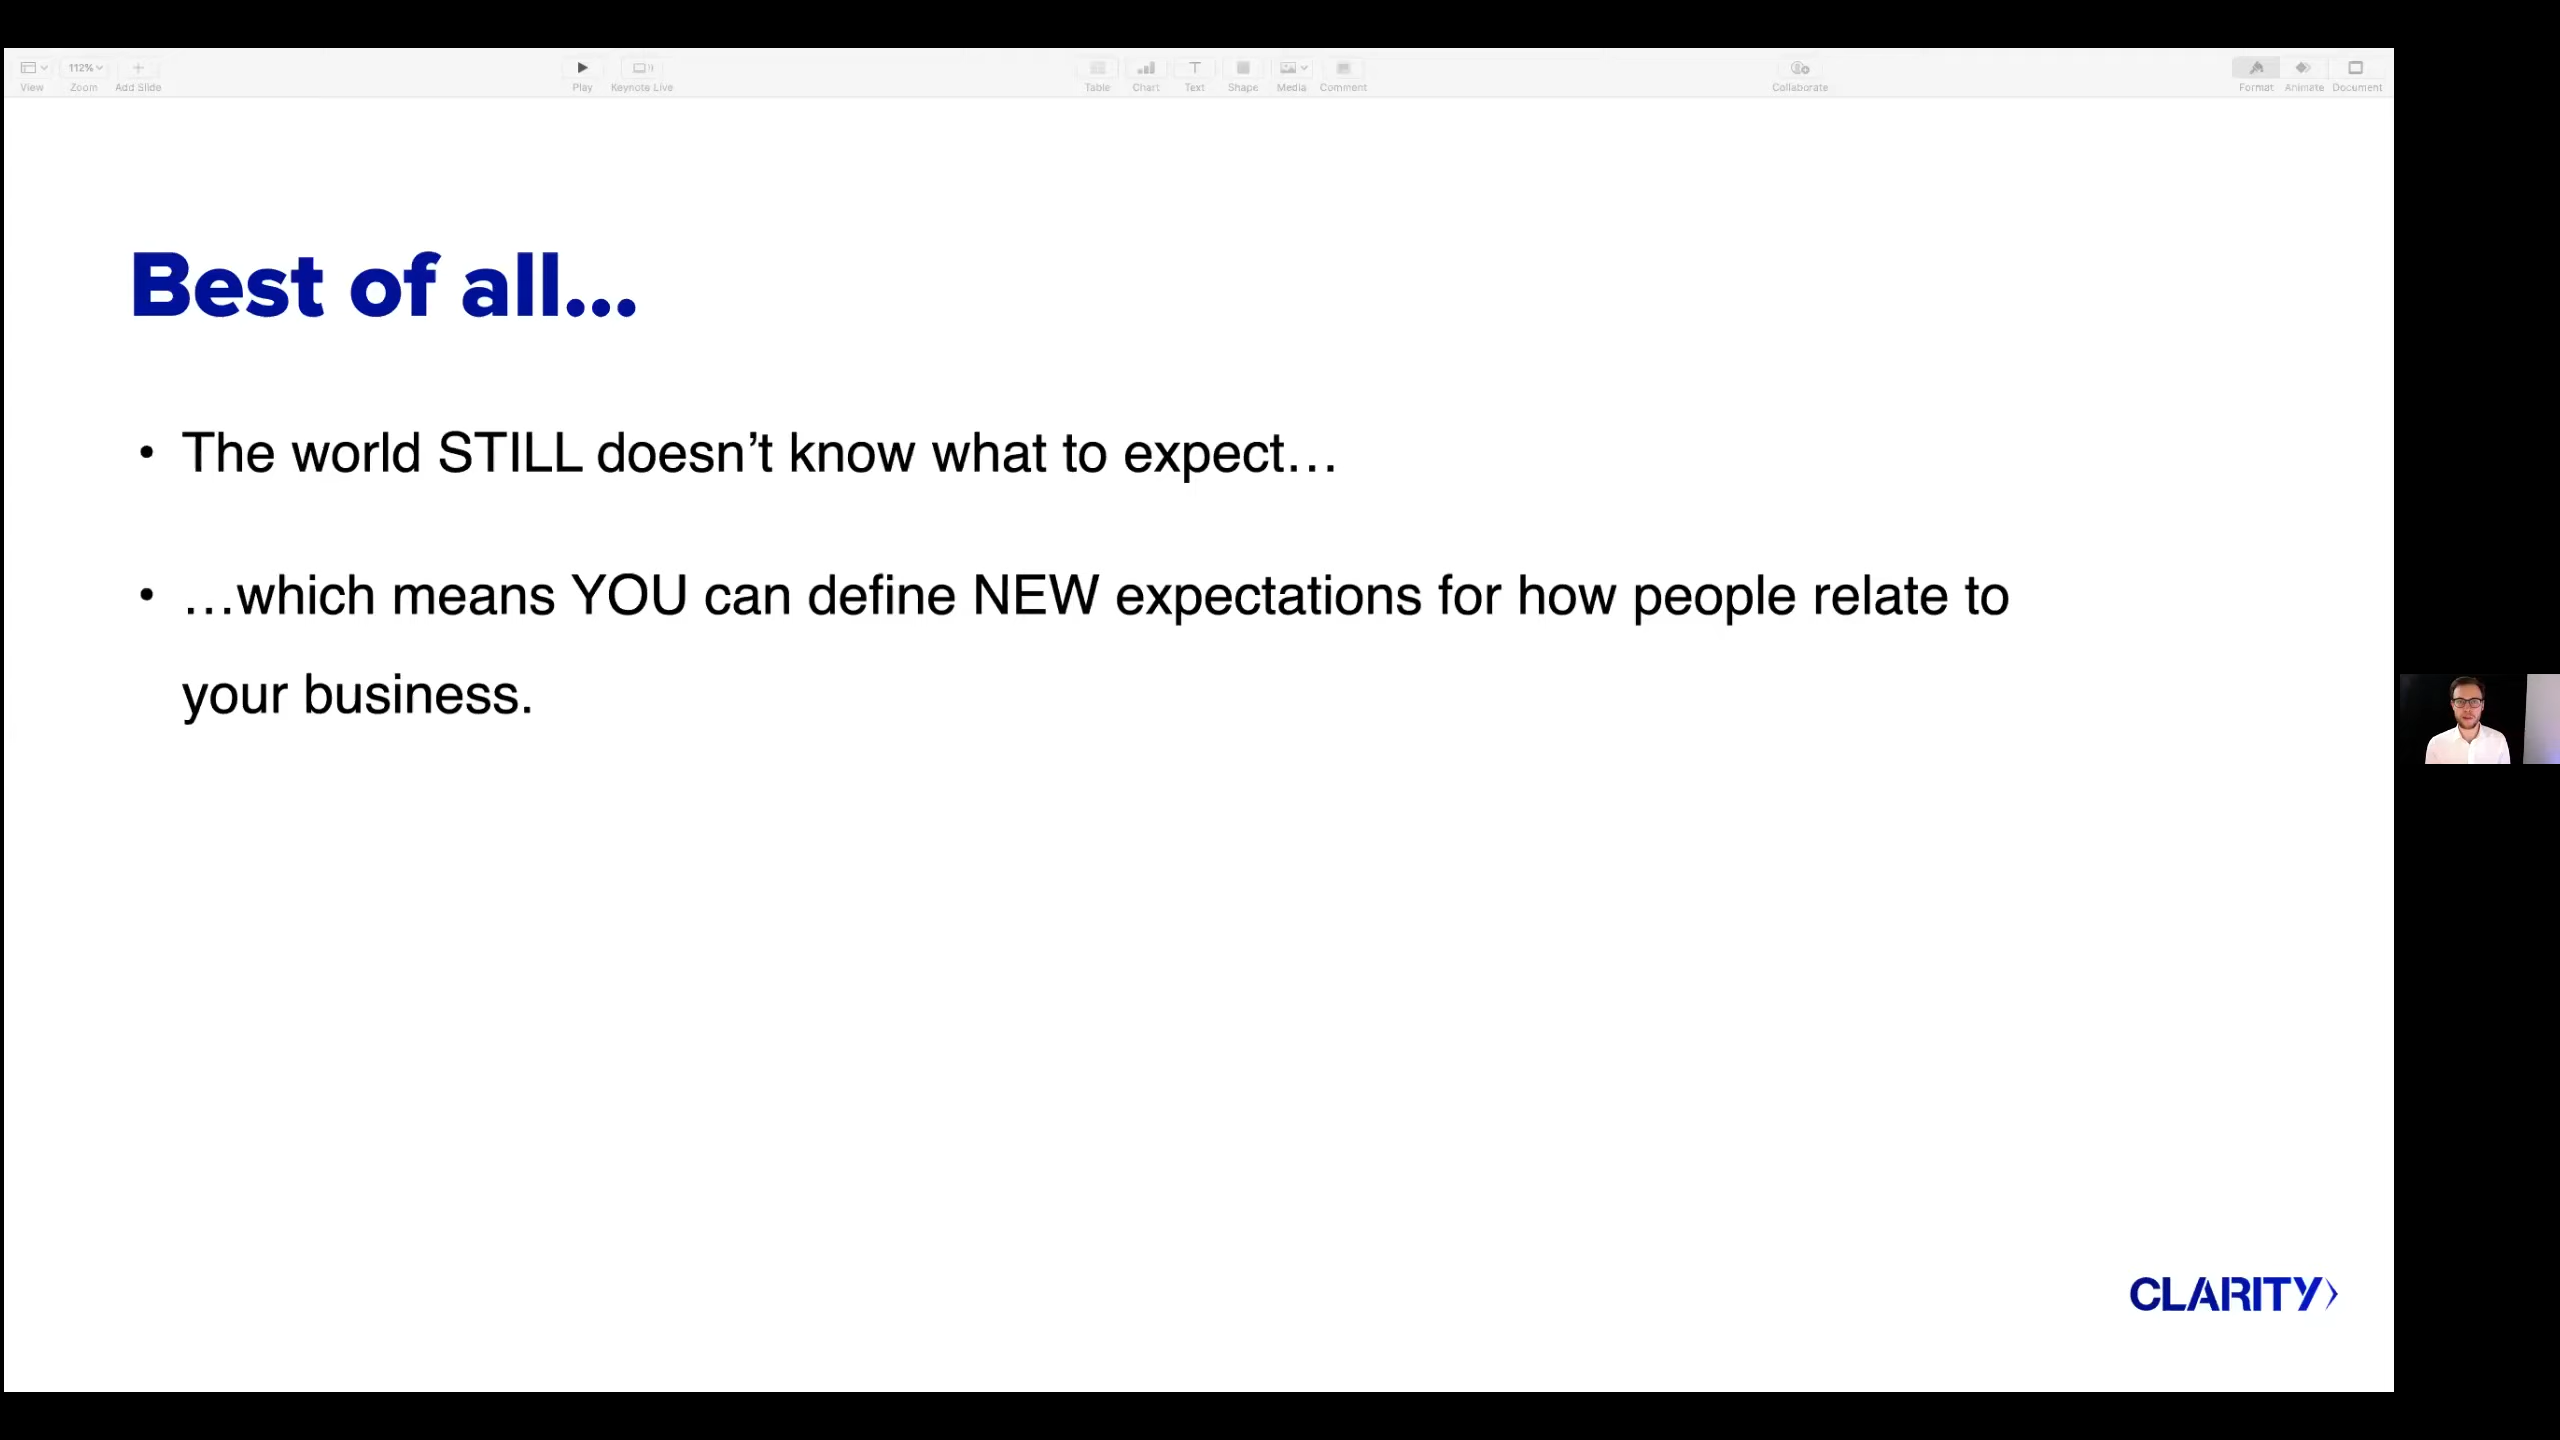 112%
View Zoom Add Slide Play Keynote Live Table Chart Text Shape Media Comment Collaborate Format Animate Document
Best of all...
• The world STILL doesn’t know what to expect…
• …which means YOU can define NEW expectations for how people relate to
your business.
CLARITY